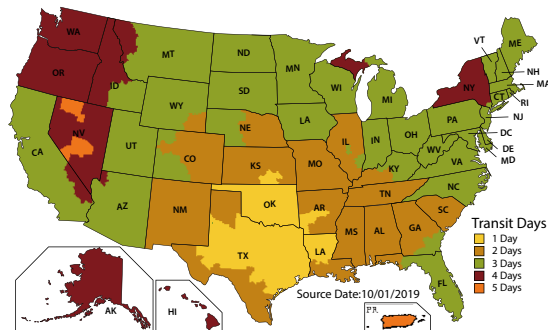 WA
MT
ND
MN
VT
ME
OR
ID
SD
WI
MI
NY
NH
MA
CT
RI
WY
LA
PA
NJ
NV
NE
IL
IN
OH
DC
DE
MD
CA
UT
CO
KS
MO
KY
WV
VA
AZ
NM
OK
AR
TN
NC
SC
TX
LA
MS
AL
GA
FL
AK
HI
P.R.
Transit Days
1 Day
2 Days
3 Days
4 Days
5 Days
Source Date:10/01/2019